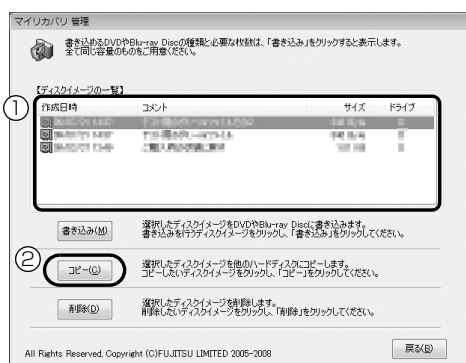 マイリカバリ 管理
書き込めるDVDやBlu-ray Discの種類と必要な枚数は、「書き込み」をクリックすると表示します。
全て同じ容量のものをご用意ください。
【ディスクイメージの一覧】
①
作成日時 コメント サイズ ドライブ
書き込み(M)
選択したディスクイメージをDVDやBlu-ray Discに書き込みます。
書き込みを行うディスクイメージをクリックし、「書き込み」をクリックしてください。
②
コピー(C)
選択したディスクイメージを他のハードディスクにコピーします。
コピーしたいディスクイメージをクリックし、「コピー」をクリックしてください。
削除(D)
選択したディスクイメージを削除します。
削除したいディスクイメージをクリックし、「削除」をクリックしてください。
All Rights Reserved, Copyright (C)FUJITSU LIMITED 2005-2008
戻る(B)